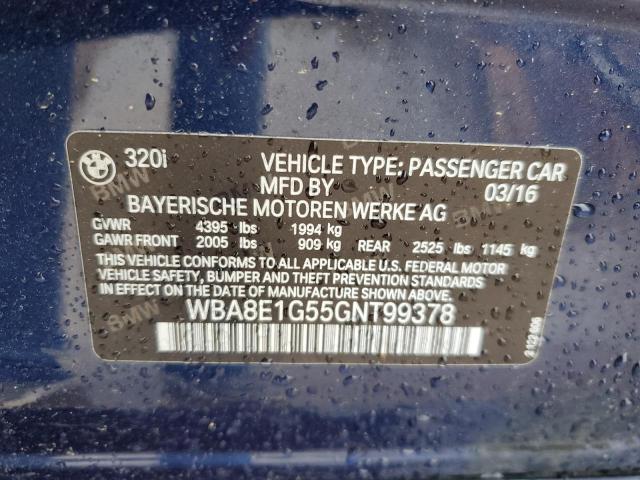 BMW 320i VEHICLE TYPE: PASSENGER CAR
MFD BY 03/16
BAYERISCHE MOTOREN WERKE AG
GVWR 4395 lbs 1994 kg
GAWR FRONT 2005 lbs 909 kg REAR 2525 lbs 1145 kg
THIS VEHICLE CONFORMS TO ALL APPLICABLE U.S. FEDERAL MOTOR
VEHICLE SAFETY, BUMPER AND THEFT PREVENTION STANDARDS
IN EFFECT ON THE DATE OF MANUFACTURE SHOWN ABOVE.
WBA8E1G55GNT99378